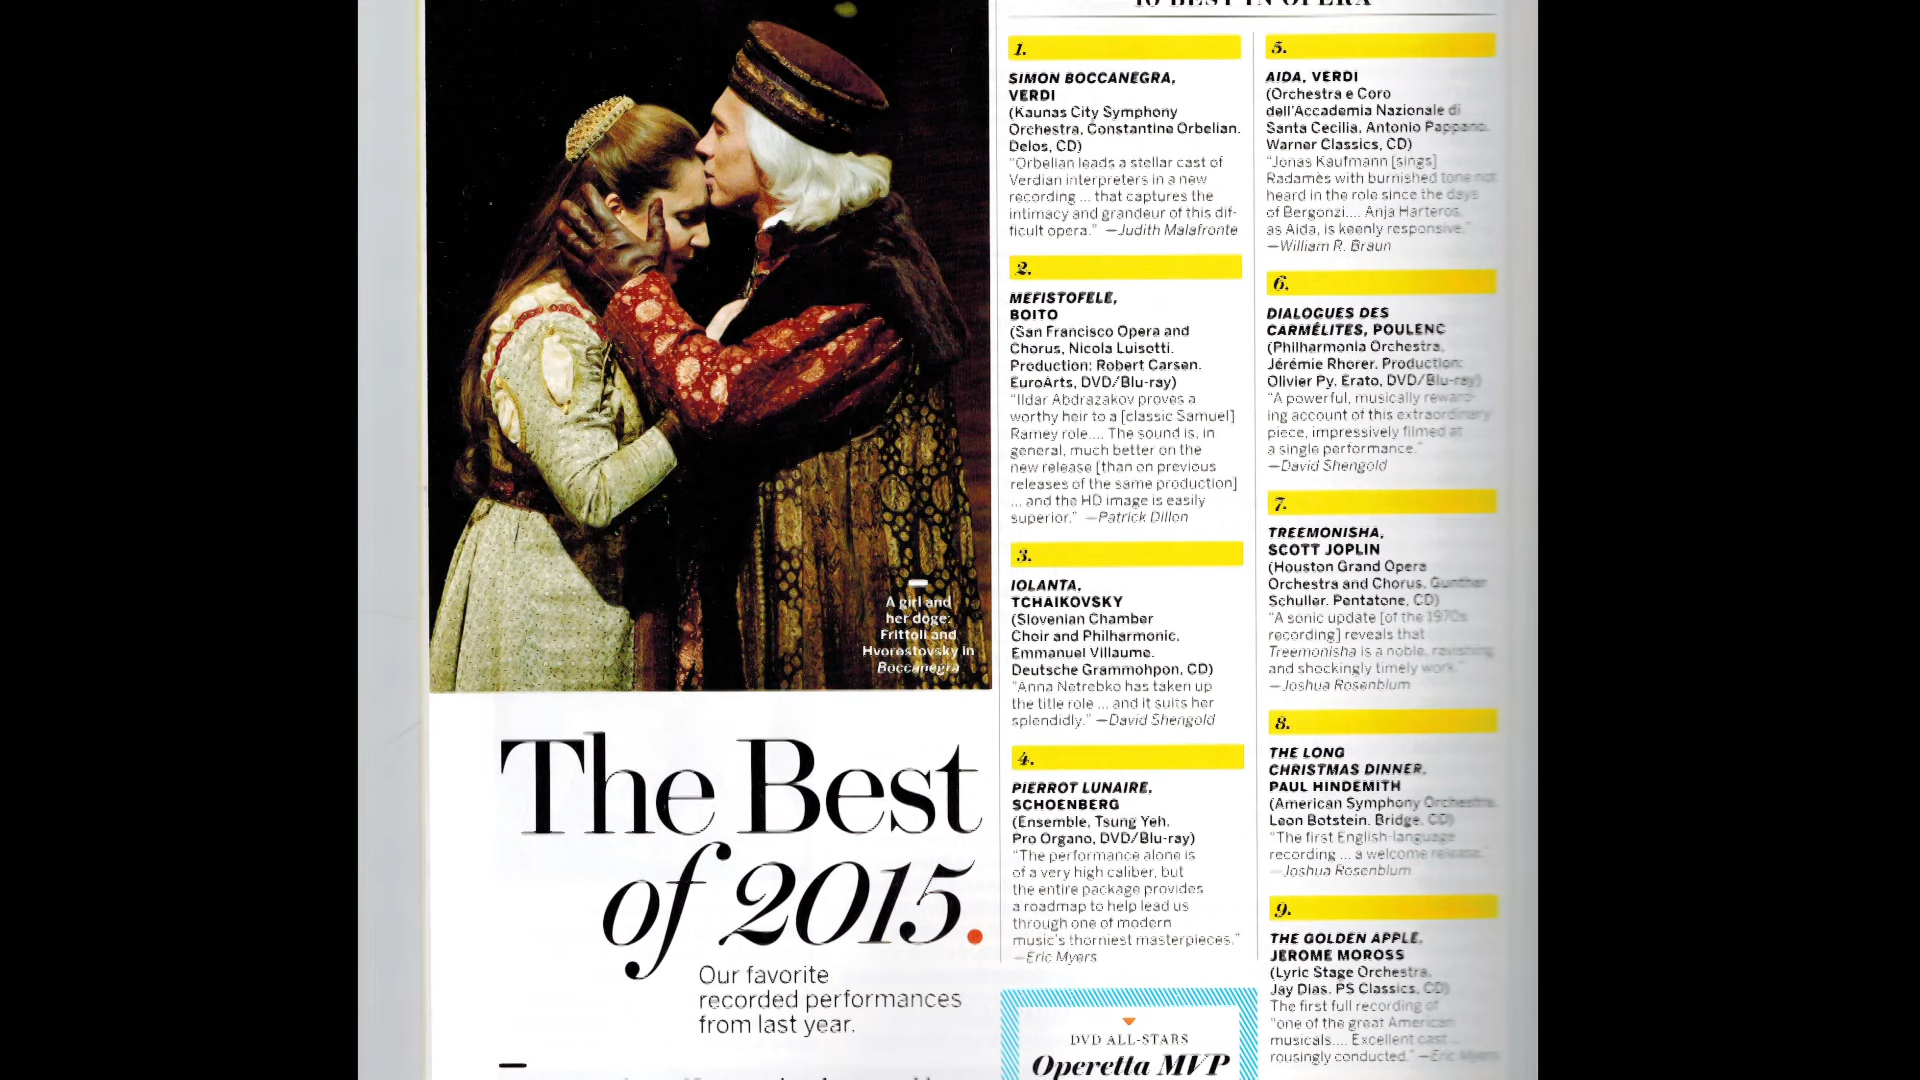 10 BEST IN OPERA
A girl and
her doge:
Frittoli and
Hvorostovsky in
Boccanegra
The Best
of 2015.
Our favorite
recorded performances
from last year.
1.
SIMON BOCCANEGRA,
VERDI
(Kaunas City Symphony
Orchestra, Constantine Orbelian.
Delos, CD)
"Orbelian leads a stellar cast of
Verdian interpreters in a new
recording ... that captures the
intimacy and grandeur of this dif-
ficult opera." —Judith Malafronte
2.
MEFISTOFELE,
BOITO
(San Francisco Opera and
Chorus, Nicola Luisotti.
Production: Robert Carsen.
EuroArts, DVD/Blu-ray)
"Ildar Abdrazakov proves a
worthy heir to a [classic Samuel]
Ramey role.... The sound is, in
general, much better on the
new release [than on previous
releases of the same production]
... and the HD image is easily
superior." —Patrick Dillon
3.
IOLANTA,
TCHAIKOVSKY
(Slovenian Chamber
Choir and Philharmonic,
Emmanuel Villaume.
Deutsche Grammohpon, CD)
"Anna Netrebko has taken up
the title role ... and it suits her
splendidly." —David Shengold
4.
PIERROT LUNAIRE,
SCHOENBERG
(Ensemble, Tsung Yeh.
Pro Organo, DVD/Blu-ray)
"The performance alone is
of a very high caliber, but
the entire package provides
a roadmap to help lead us
through one of modern
music's thorniest masterpieces."
—Eric Myers
DVD ALL-STARS
Operetta MVP
5.
AIDA, VERDI
(Orchestra e Coro
dell'Accademia Nazionale di
Santa Cecilia, Antonio Pappano.
Warner Classics, CD)
"Jonas Kaufmann [sings]
Radamès with burnished tone not
heard in the role since the days
of Bergonzi.... Anja Harteros,
as Aida, is keenly responsive."
—William R. Braun
6.
DIALOGUES DES
CARMÉLITES, POULENC
(Philharmonia Orchestra,
Jérémie Rhorer. Production:
Olivier Py. Erato, DVD/Blu-ray)
"A powerful, musically reward-
ing account of this extraordinary
piece, impressively filmed at
a single performance."
—David Shengold
7.
TREEMONISHA,
SCOTT JOPLIN
(Houston Grand Opera
Orchestra and Chorus, Gunther
Schuller. Pentatone, CD)
"A sonic update [of the 1970s
recording] reveals that
Treemonisha is a noble, ravishing
and shockingly timely work."
—Joshua Rosenblum
8.
THE LONG
CHRISTMAS DINNER,
PAUL HINDEMITH
(American Symphony Orchestra,
Leon Botstein. Bridge, CD)
"The first English-language
recording ... a welcome release."
—Joshua Rosenblum
9.
THE GOLDEN APPLE,
JEROME MOROSS
(Lyric Stage Orchestra,
Jay Dias. PS Classics, CD)
The first full recording of
"one of the great American
musicals.... Excellent cast ...
rousingly conducted." —Eric Myers